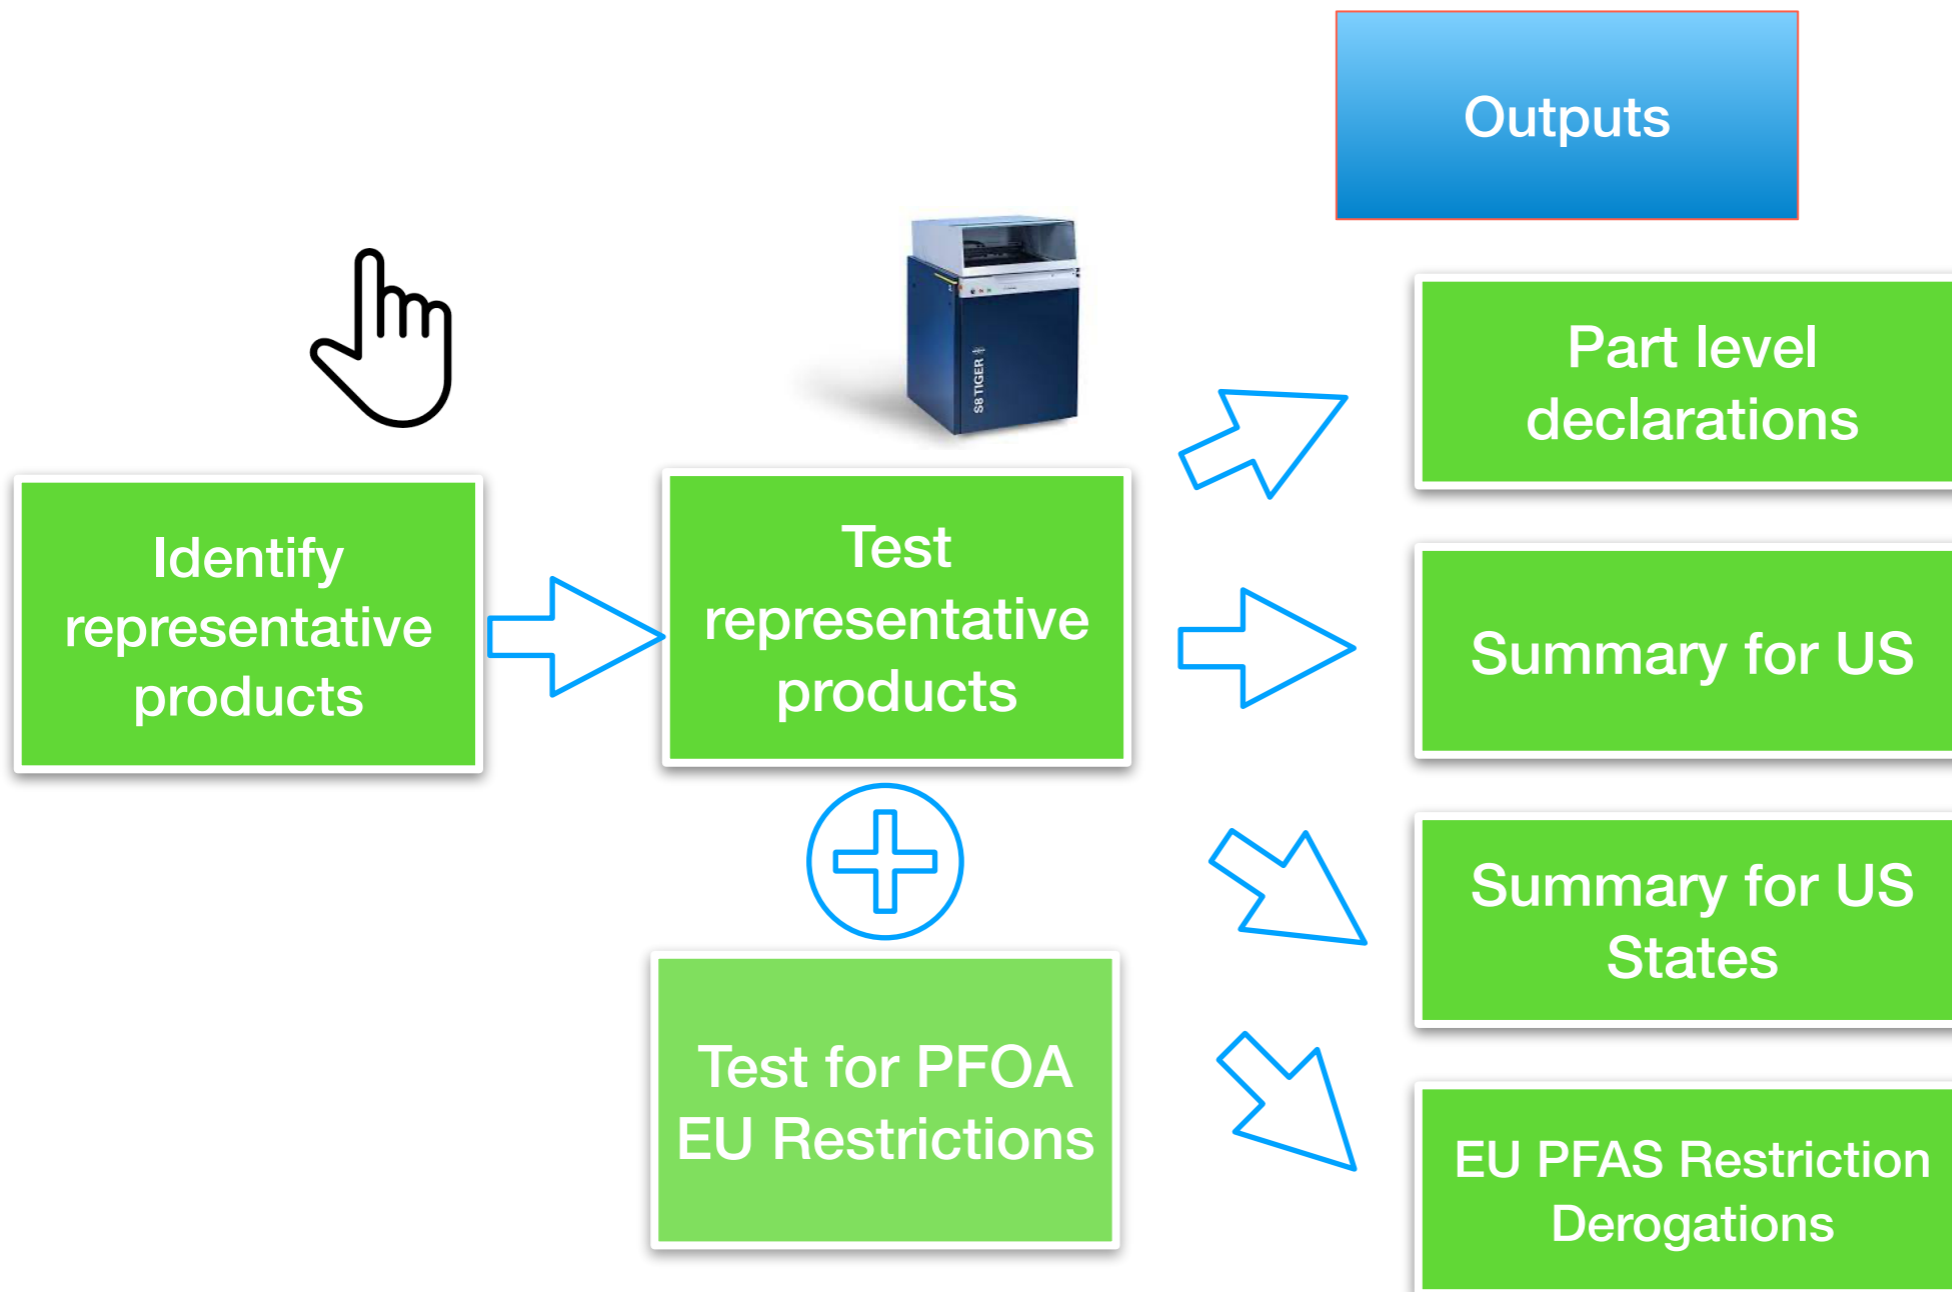 Outputs
S8 TIGER
Identify
representative
products
Test
representative
products
Test for PFOA
EU Restrictions
Part level
declarations
Summary for US
Summary for US
States
EU PFAS Restriction
Derogations